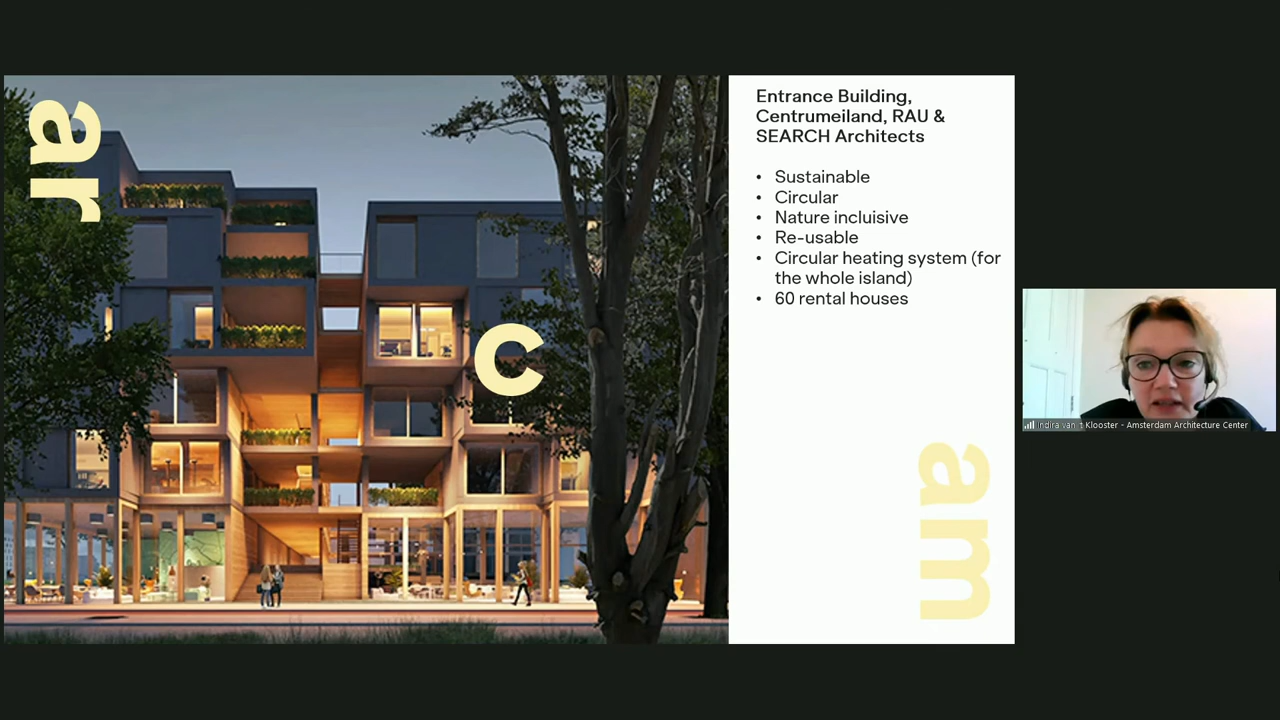 ar
c
am
Entrance Building,
Centrumeiland, RAU &
SEARCH Architects
• Sustainable
• Circular
• Nature incluisive
• Re-usable
• Circular heating system (for
the whole island)
• 60 rental houses
Indira van 't Klooster - Amsterdam Architecture Center